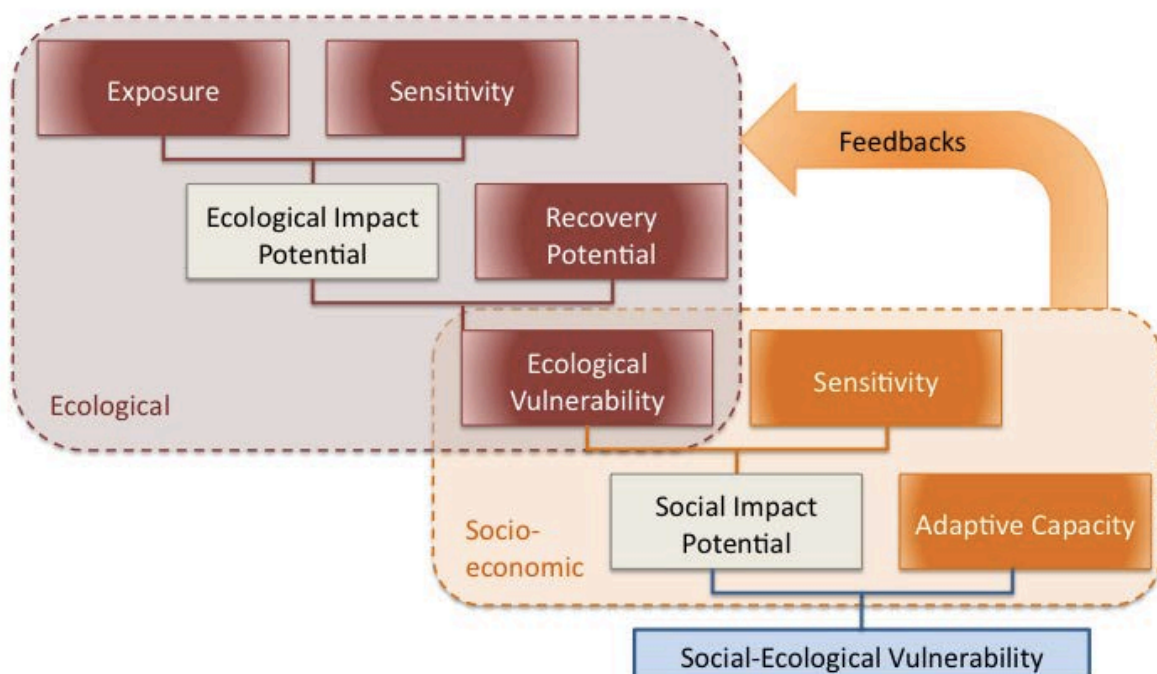 Exposure
Sensitivity
Feedbacks
Ecological Impact
Potential
Recovery
Potential
Ecological
Vulnerability
Sensitivity
Ecological
Social Impact
Potential
Adaptive Capacity
Socio-
economic
Social-Ecological Vulnerability